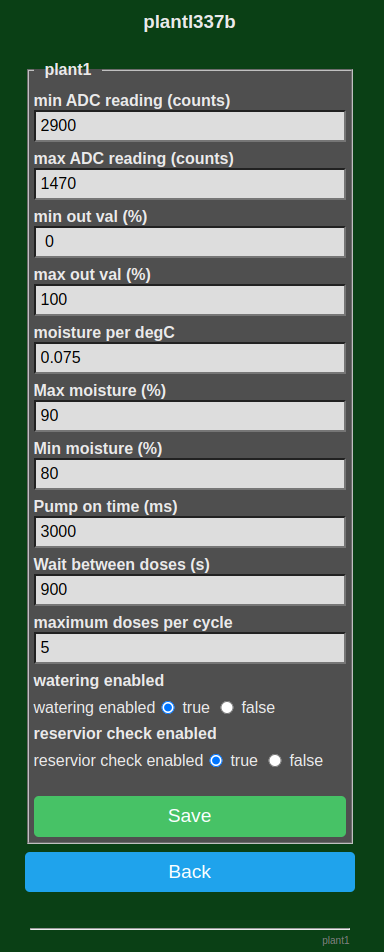 plantl337b
plant1
min ADC reading (counts)
2900
max ADC reading (counts)
1470
min out val (%)
0
max out val (%)
100
moisture per degC
0.075
Max moisture (%)
90
Min moisture (%)
80
Pump on time (ms)
3000
Wait between doses (s)
900
maximum doses per cycle
5
watering enabled
watering enabled true false
reservior check enabled
reservior check enabled true false
Save
Back
plant1